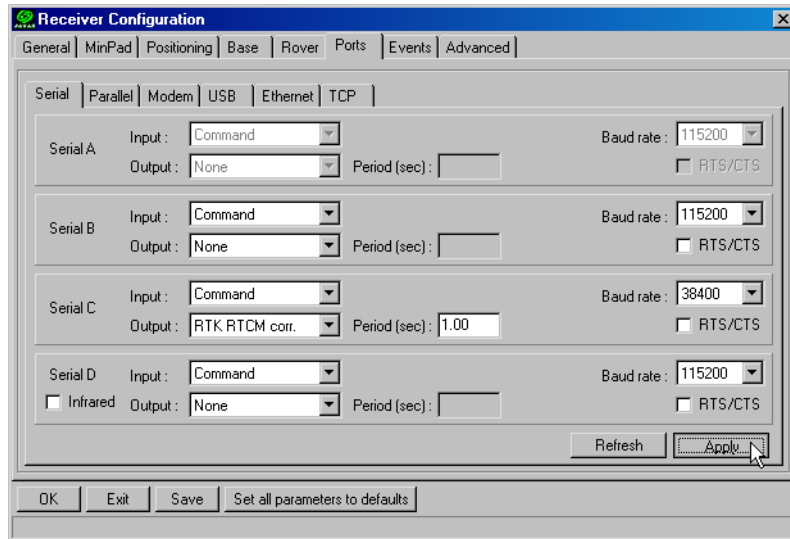 Receiver Configuration
General MinPad Positioning Base Rover Ports Events Advanced
Serial Parallel Modem USB Ethernet TCP
Serial A
Input : Command Baud rate : 115200
Output : None Period (sec) : RTS/CTS
Serial B
Input : Command Baud rate : 115200
Output : None Period (sec) : RTS/CTS
Serial C
Input : Command Baud rate : 38400
Output : RTK RTCM corr. Period (sec) : 1.00 RTS/CTS
Serial D
Input : Command Baud rate : 115200
Infrared Output : None Period (sec) : RTS/CTS
Refresh Apply
OK Exit Save Set all parameters to defaults